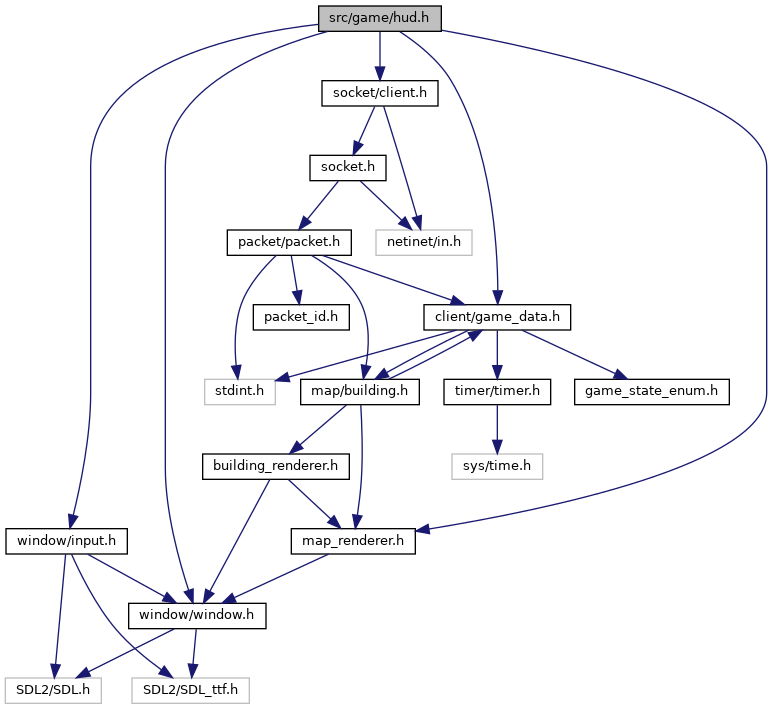 src/game/hud.h
socket/client.h
socket.h
packet/packet.h
netinet/in.h
packet_id.h
client/game_data.h
stdint.h
map/building.h
timer/timer.h
game_state_enum.h
building_renderer.h
sys/time.h
window/input.h
map_renderer.h
window/window.h
SDL2/SDL.h
SDL2/SDL_ttf.h